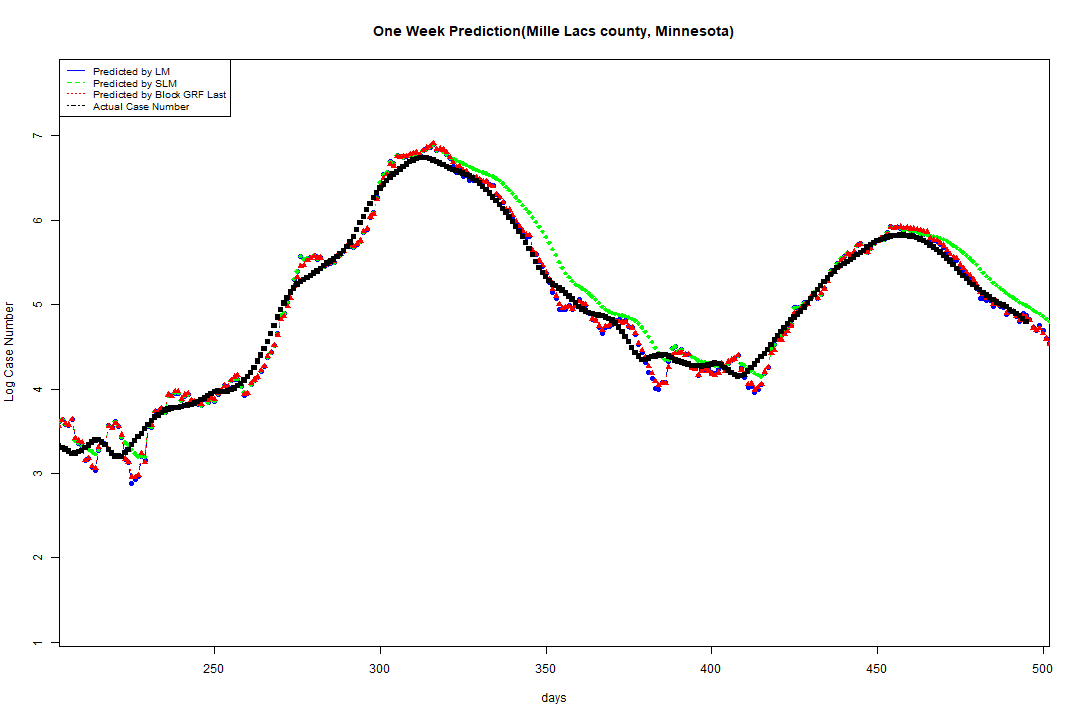 One Week Prediction(Mille Lacs county, Minnesota)
Predicted by LM
Predicted by SLM
Predicted by Block GRF Last
Actual Case Number
7
6
5
4
3
2
1
Log Case Number
250 300 350 400 450 500
days